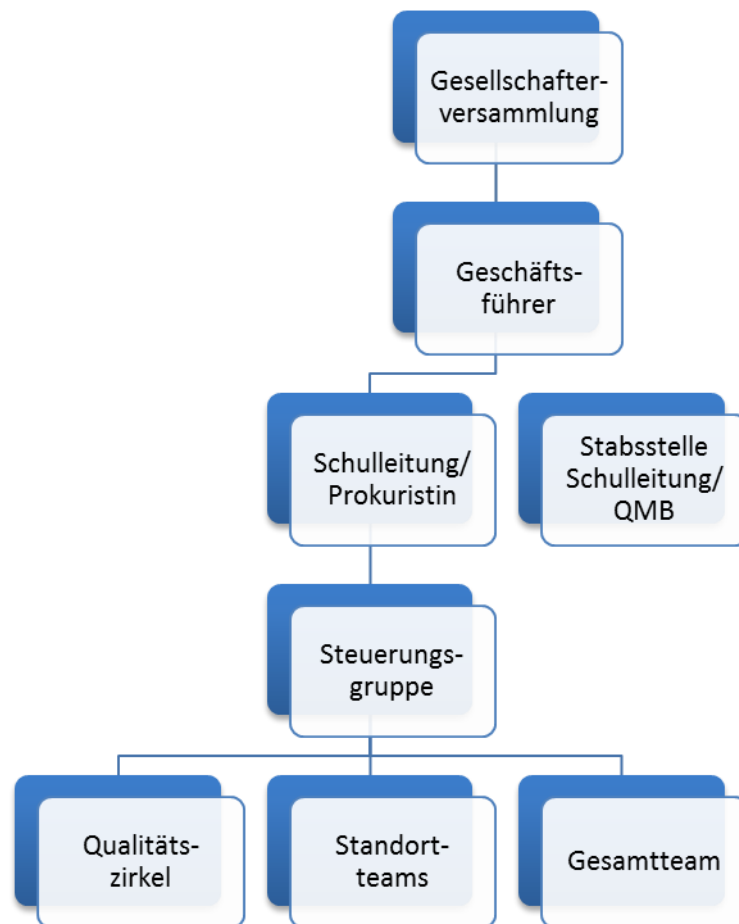 Gesellschafter-
versammlung
Geschäfts-
führer
Schulleitung/
Prokuristin
Stabsstelle
Schulleitung/
QMB
Steuerungs-
gruppe
Qualitäts-
zirkel
Standort-
teams
Gesamtteam